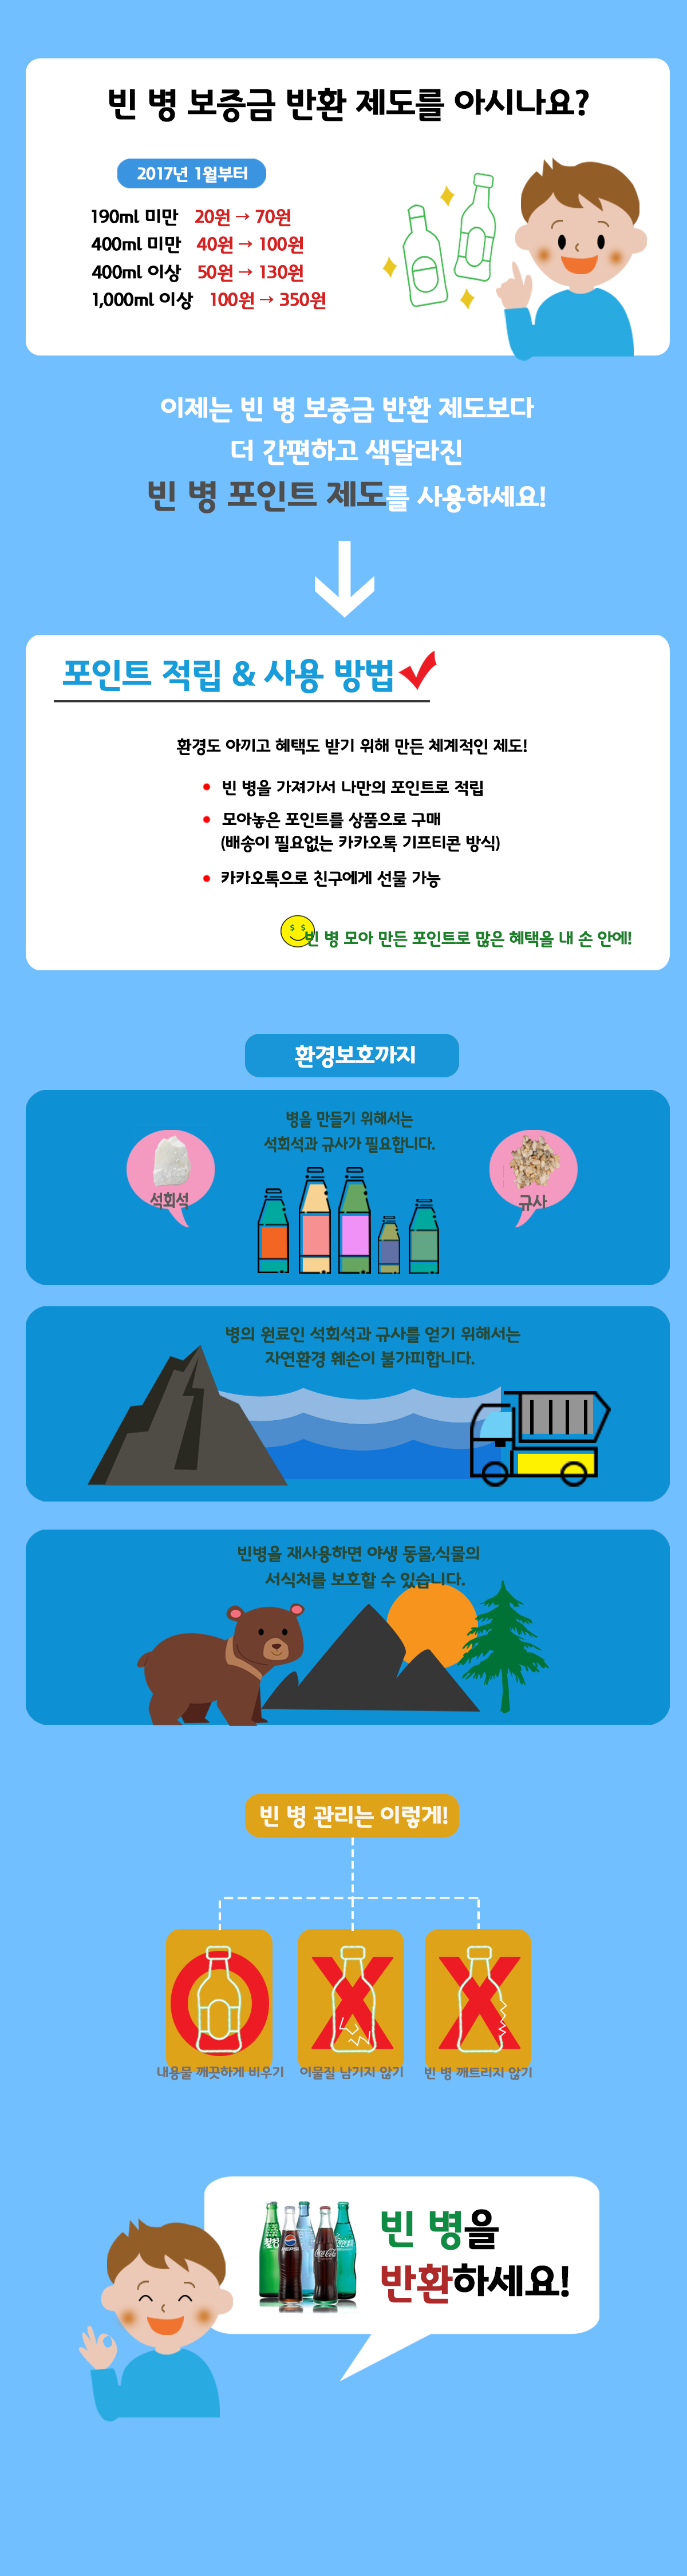 빈 병 보증금 반환 제도를 아시나요?
2017년 1월부터
190ml 미만 20원 → 70원
400ml 미만 40원 → 100원
400ml 이상 50원 → 130원
1,000ml 이상 100원 → 350원
이제는 빈 병 보증금 반환 제도보다
더 간편하고 색달라진
빈 병 포인트 제도를 사용하세요!
포인트 적립 & 사용 방법
환경도 아끼고 혜택도 받기 위해 만든 체계적인 제도!
빈 병을 가져가서 나만의 포인트로 적립
모아놓은 포인트를 상품으로 구매
(배송이 필요없는 카카오톡 기프티콘 방식)
카카오톡으로 친구에게 선물 가능
$ $
빈 병 모아 만든 포인트로 많은 혜택을 내 손 안에!
환경보호까지
병을 만들기 위해서는
석회석과 규사가 필요합니다.
석회석
규사
병의 원료인 석회석과 규사를 얻기 위해서는
자연환경 훼손이 불가피합니다.
빈병을 재사용하면 야생 동물,식물의
서식처를 보호할 수 있습니다.
빈 병 관리는 이렇게!
내용물 깨끗하게 비우기
이물질 남기지 않기
빈 병 깨트리지 않기
빈 병을
반환하세요!
pepsi
Coca-Cola